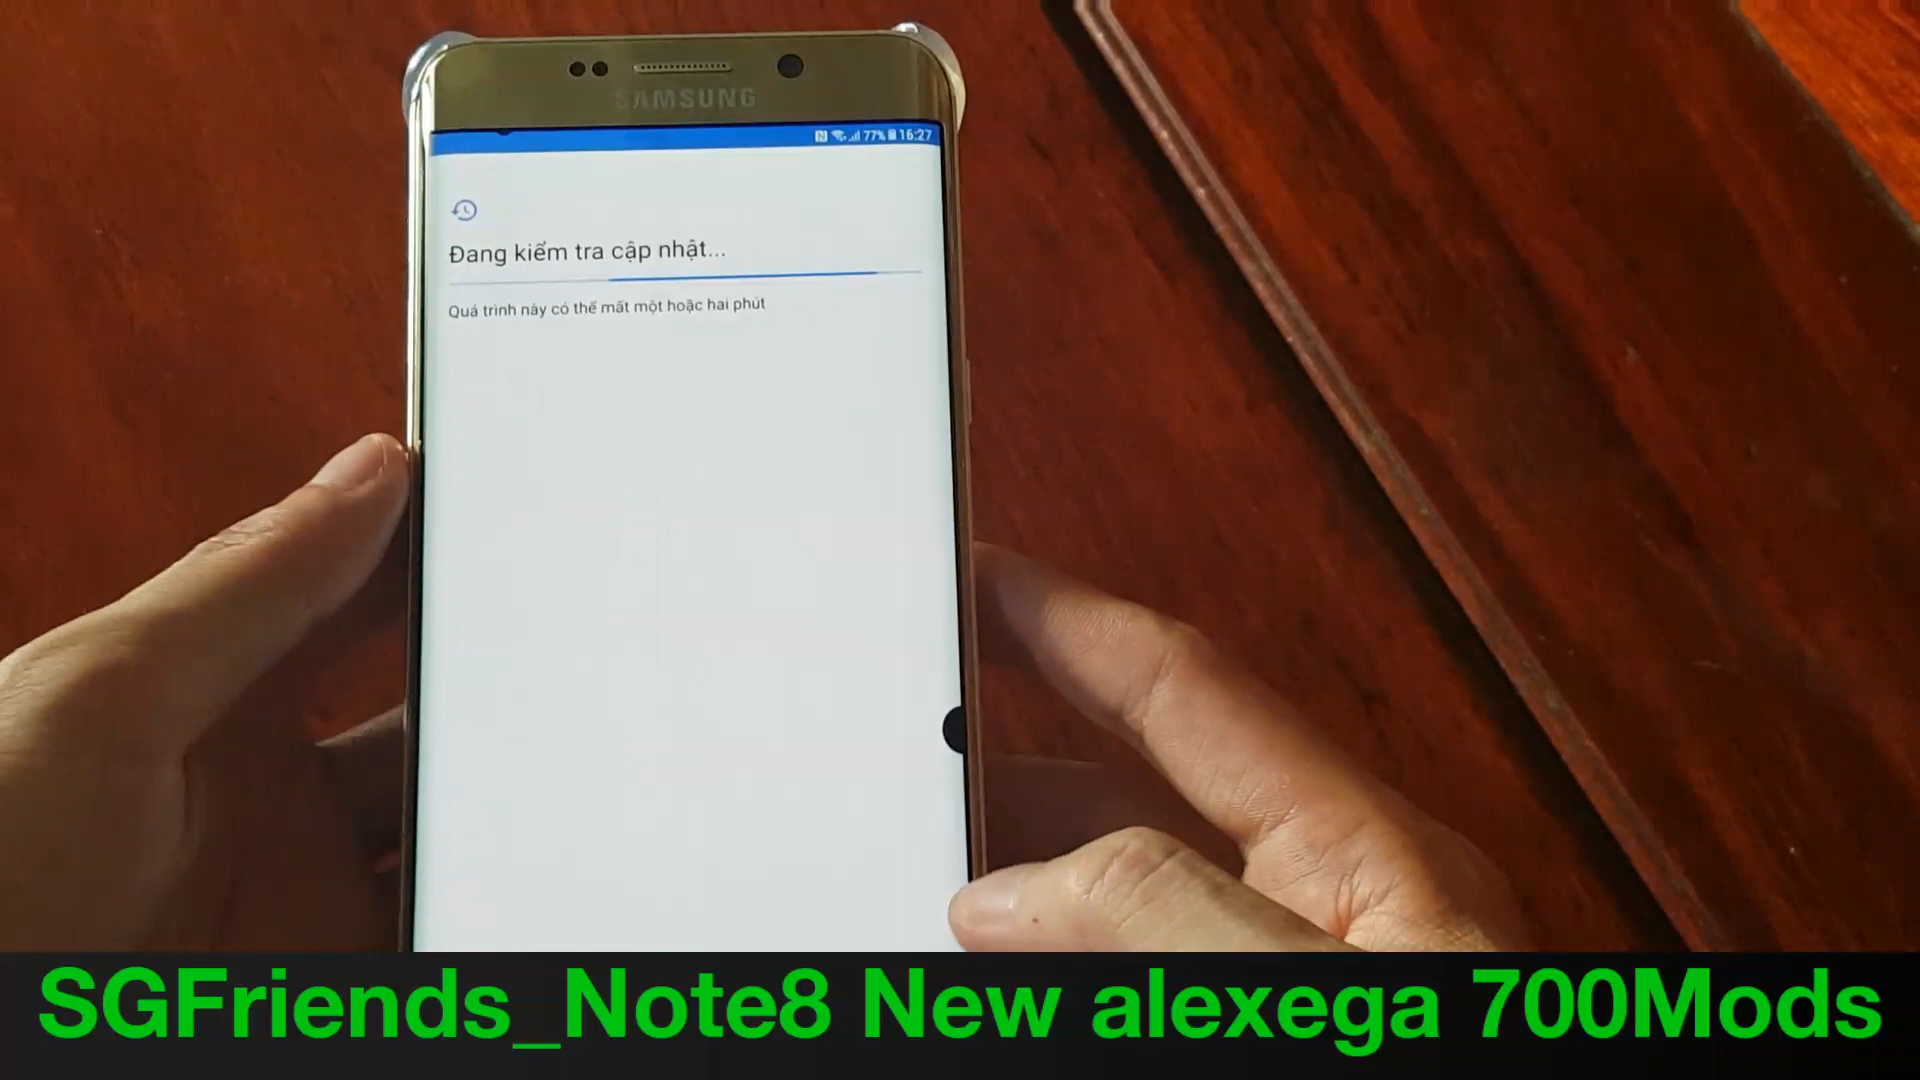 SAMSUNG
77% 16:27
Đang kiểm tra cập nhật...
Quá trình này có thể mất một hoặc hai phút
SGFriends_Note8 New alexega 700Mods